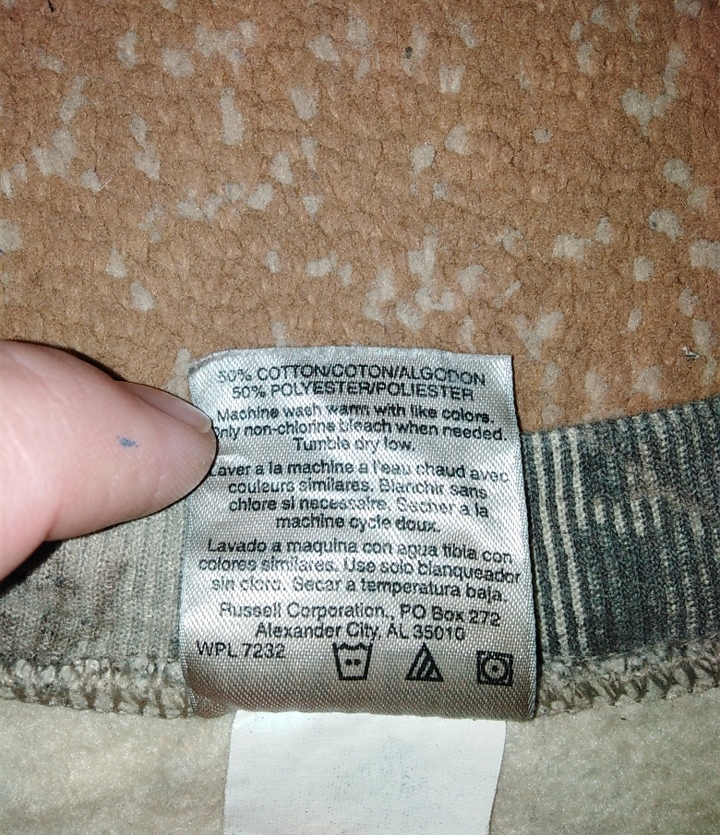 50% COTTON/COTON/ALGODON
50% POLYESTER/POLIESTER
Machine wash warm with like colors.
Only non-chlorine bleach when needed.
Tumble dry low.
Laver a la machine a l'eau chaud avec
couleurs similares. Blanchir sans
chlore si necessaire. Secher a la
machine cycle doux.
Lavado a maquina con agua tibia con
colores similares. Use solo blanqueador
sin cloro. Secar a temperatura baja.
Russell Corporation., PO Box 272
Alexander City, AL 35010
WPL 7232